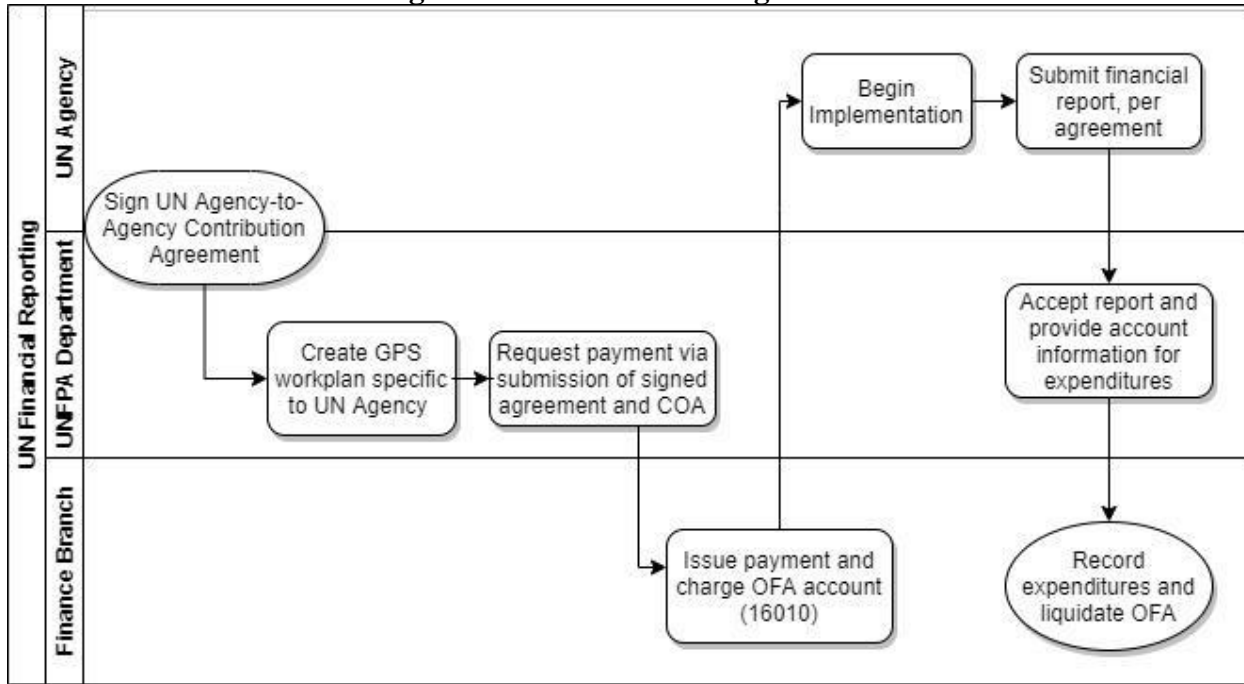 UN Financial Reporting
UN Agency
UNFPA Department
Finance Branch
Sign UN Agency-to-
Agency Contribution
Agreement
Create GPS
workplan specific
to UN Agency
Request payment via
submission of signed
agreement and COA
Issue payment and
charge OFA account
(16010)
Begin
Implementation
Submit financial
report, per
agreement
Accept report and
provide account
information for
expenditures
Record
expenditures and
liquidate OFA